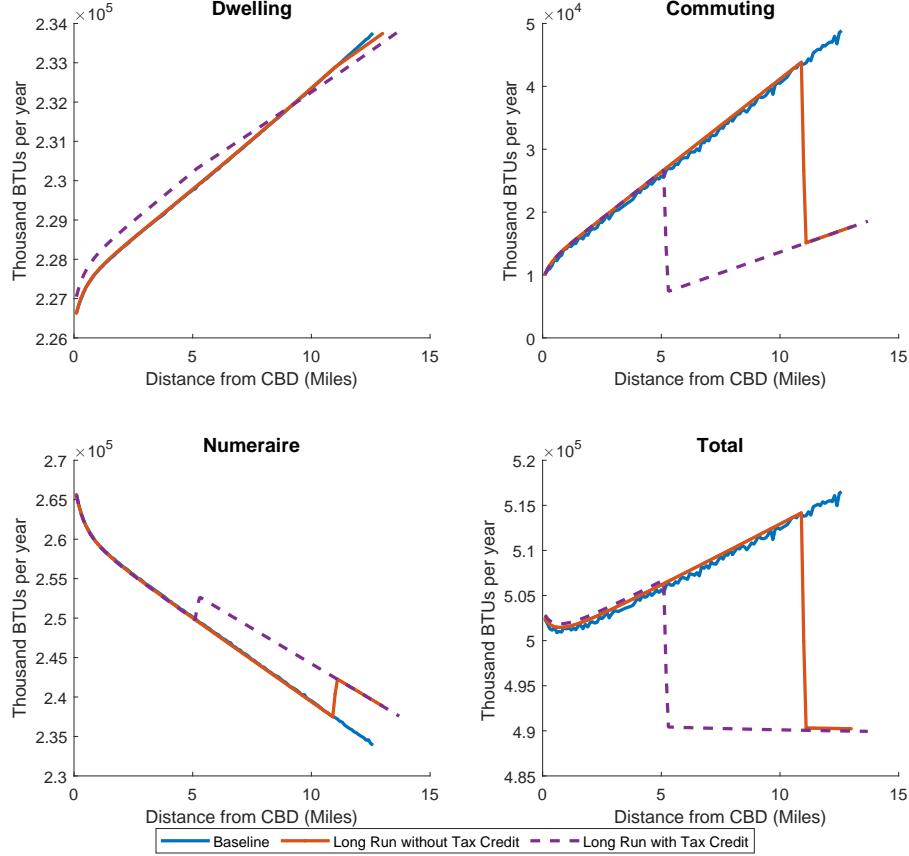 Dwelling
×10^5
2.34
2.33
2.32
2.31
2.3
2.29
2.28
2.27
2.26
Thousand BTUs per year
0 5 10 15
Distance from CBD (Miles)
Commuting
×10^4
5
4
3
2
1
0
Thousand BTUs per year
0 5 10 15
Distance from CBD (Miles)
Numeraire
×10^5
2.7
2.65
2.6
2.55
2.5
2.45
2.4
2.35
2.3
Thousand BTUs per year
0 5 10 15
Distance from CBD (Miles)
Total
×10^5
5.2
5.15
5.1
5.05
5
4.95
4.9
4.85
Thousand BTUs per year
0 5 10 15
Distance from CBD (Miles)
Baseline Long Run without Tax Credit Long Run with Tax Credit